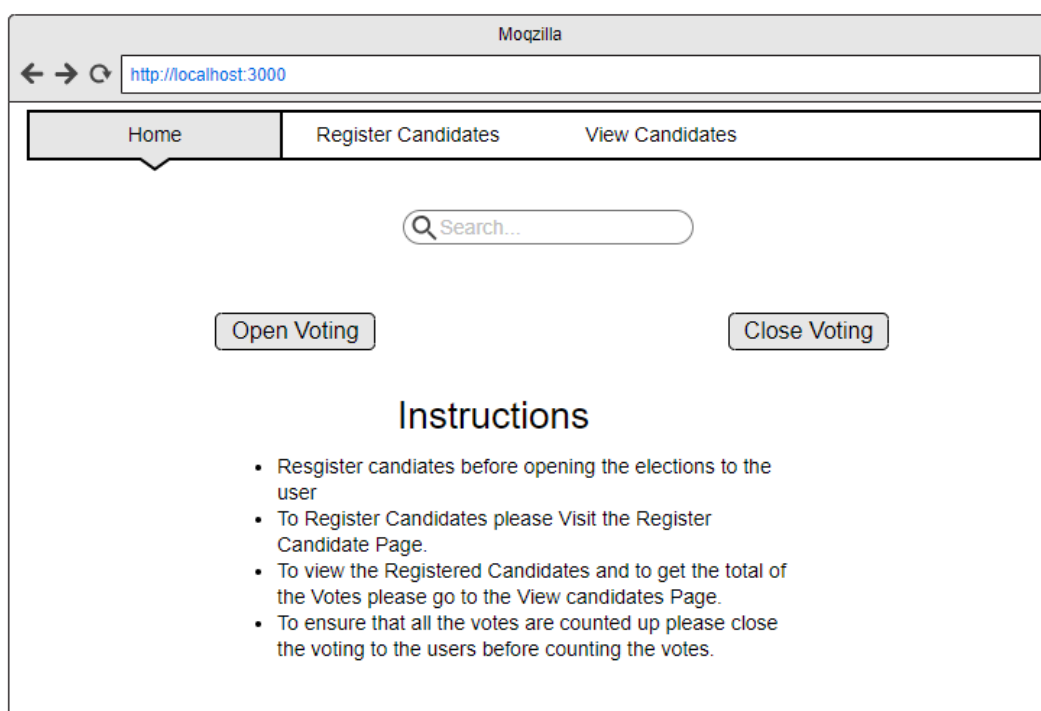 Moqzilla
http://localhost:3000
Home Register Candidates View Candidates
Search...
Open Voting Close Voting
Instructions
• Resgister candiates before opening the elections to the
user
• To Register Candidates please Visit the Register
Candidate Page.
• To view the Registered Candidates and to get the total of
the Votes please go to the View candidates Page.
• To ensure that all the votes are counted up please close
the voting to the users before counting the votes.